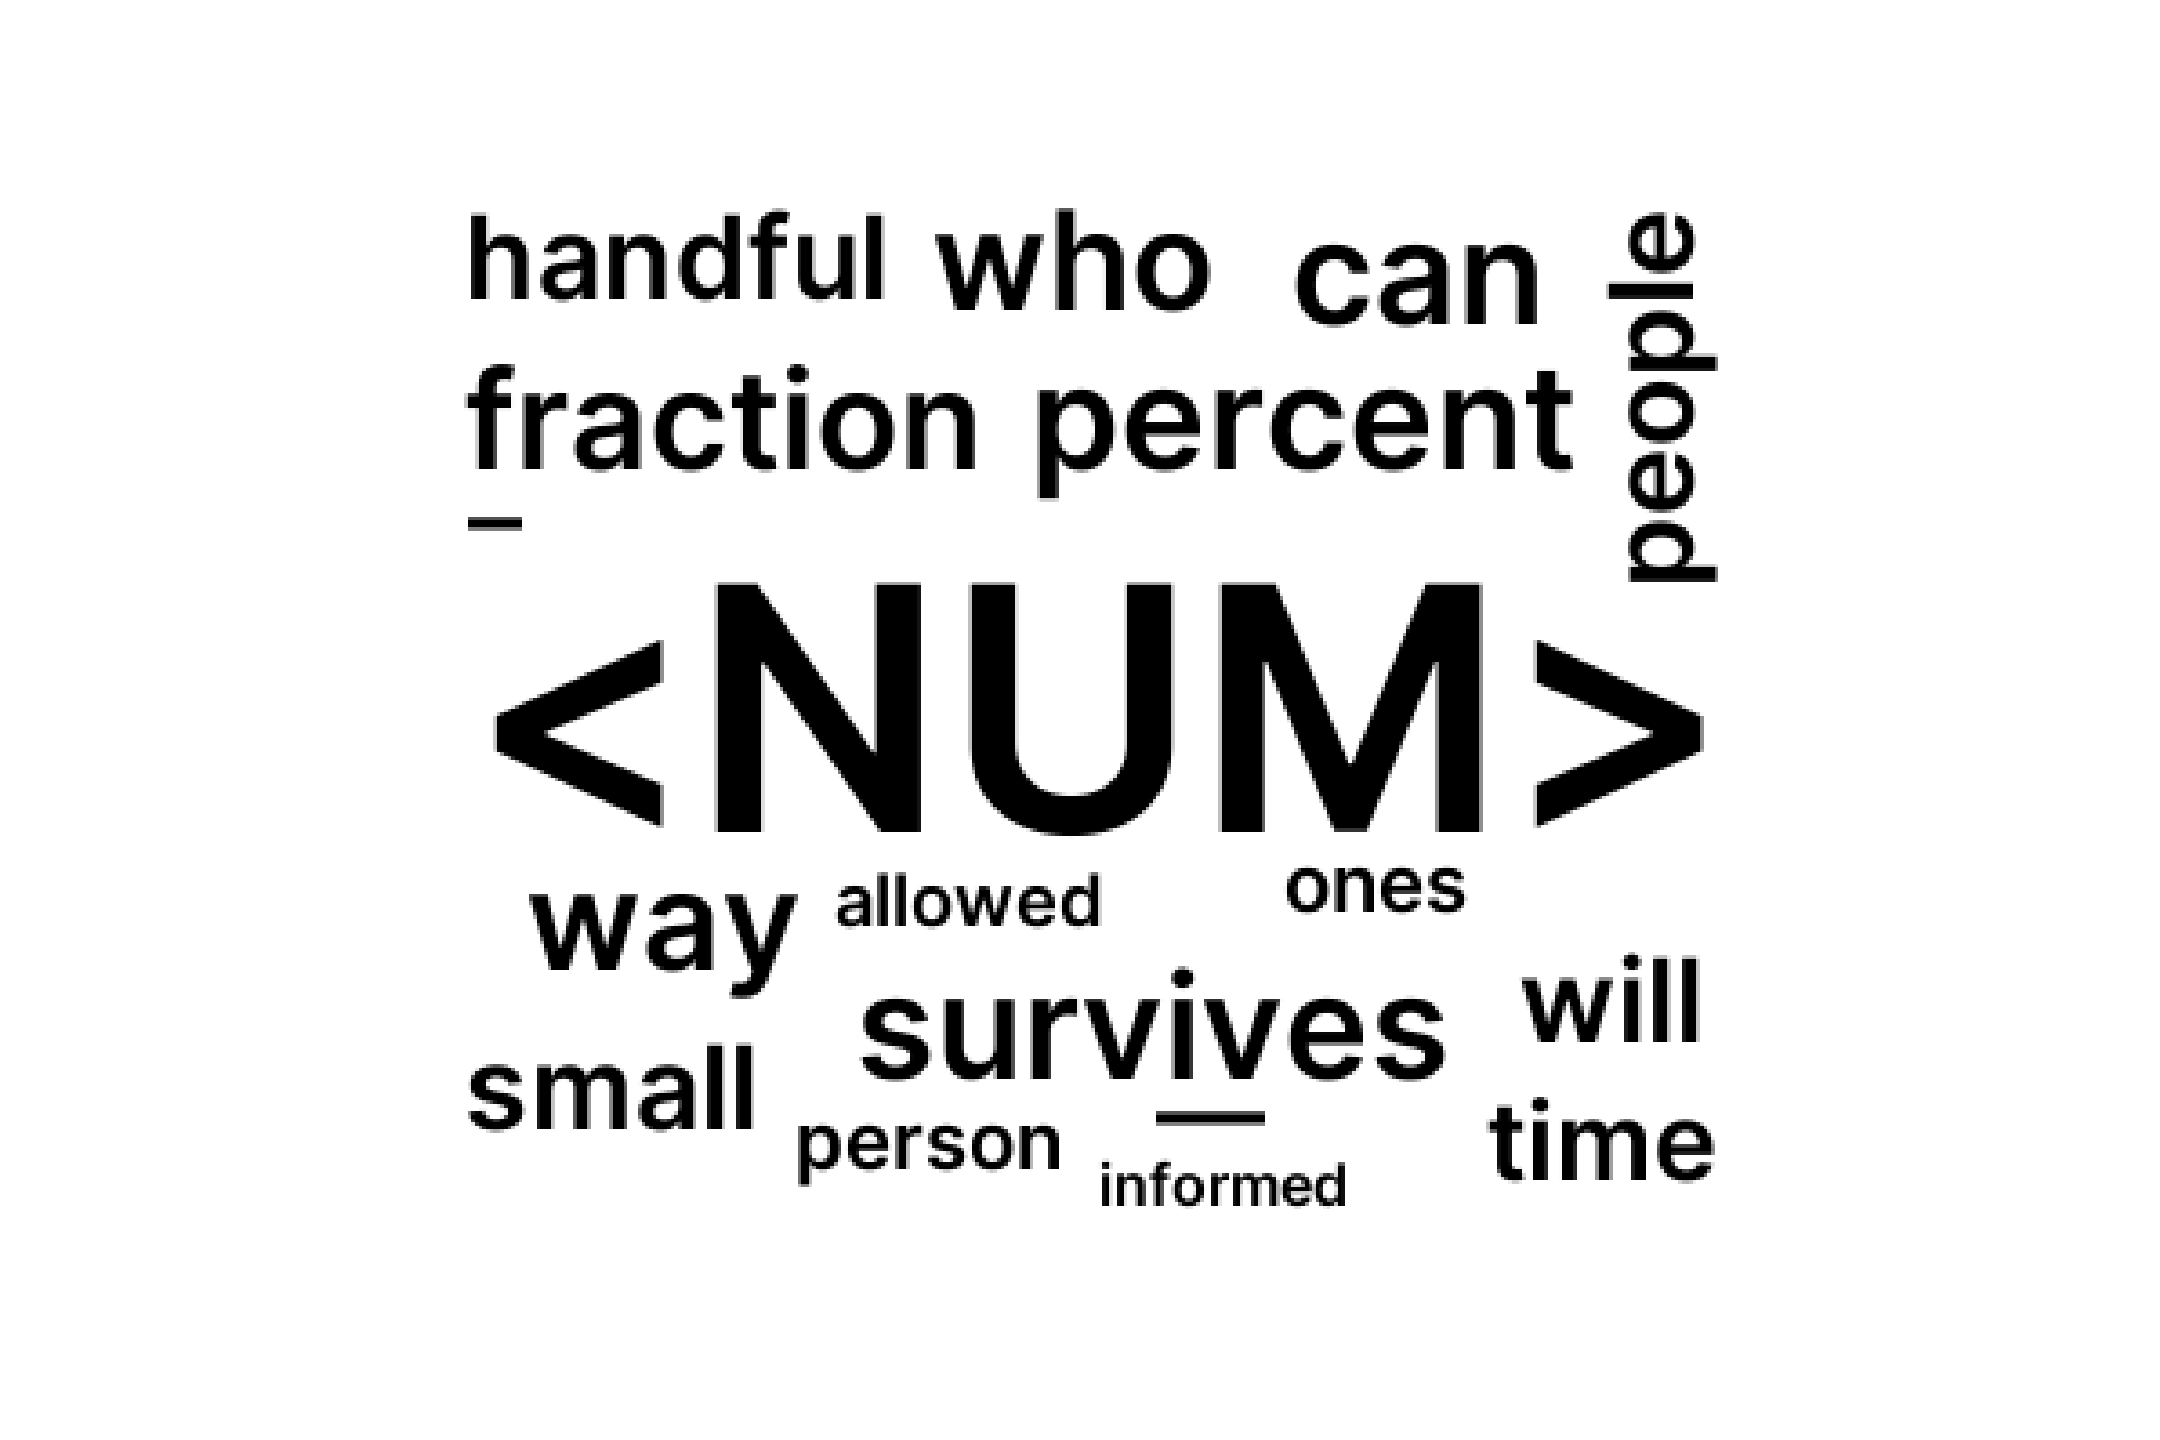 handful who can people
fraction percent
–
<NUM>
way allowed ones
survives will
small person — time
informed